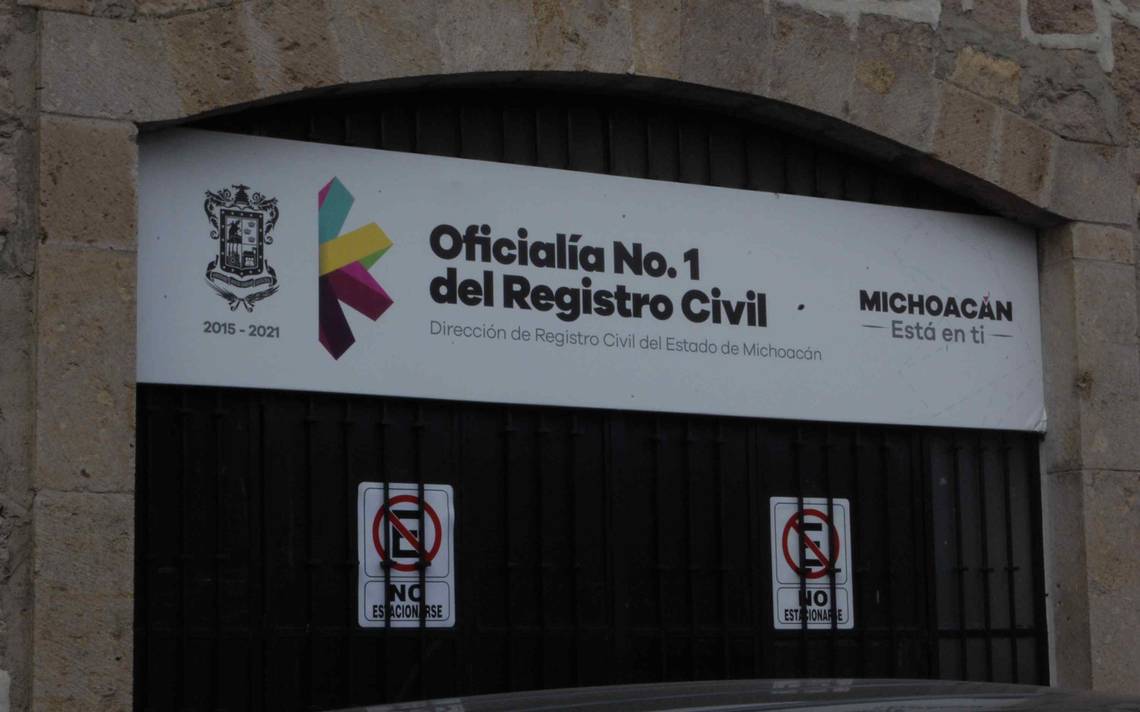 2015 - 2021
Oficialía No. 1
del Registro Civil
Dirección de Registro Civil del Estado de Michoacán
MICHOACÁN
Está en ti
E
NO
ESTACIONARSE
E
NO
ESTACIONARSE